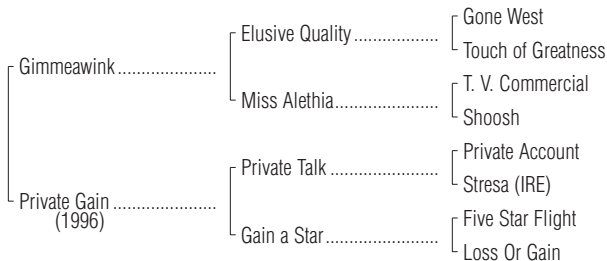 Gone West
Elusive Quality..................
Touch of Greatness
Gimmeawink.....................
T. V. Commercial
Miss Alethia......................
Shoosh
Private Account
Private Talk.......................
Stresa (IRE)
Private Gain......................
(1996)
Five Star Flight
Gain a Star........................
Loss Or Gain